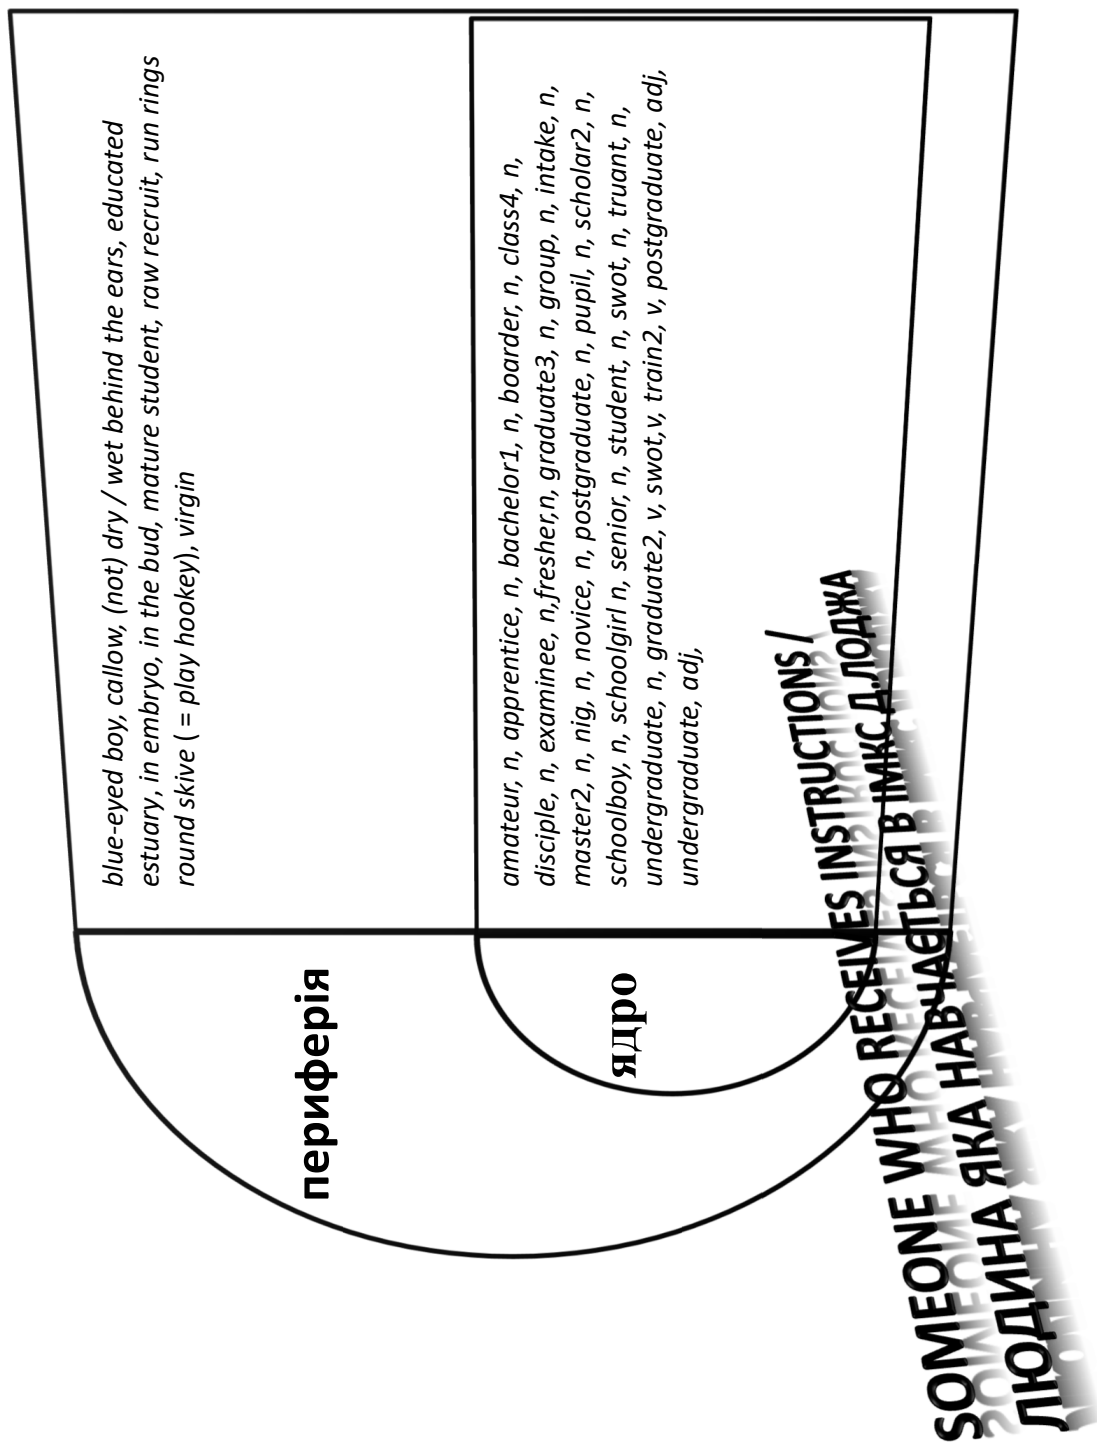 периферія
blue-eyed boy, callow, (not) dry / wet behind the ears, educated
estuary, in embryo, in the bud, mature student, raw recruit, run rings
round skive ( = play hookey), virgin
ядро
amateur, n, apprentice, n, bachelor1, n, boarder, n, class4, n,
disciple, n, examinee, n,fresher,n, graduate3, n, group, n, intake, n,
master2, n, nig, n, novice, n, postgraduate, n, pupil, n, scholar2, n,
schoolboy, n, schoolgirl n, senior, n, student, n, swot, n, truant, n,
undergraduate, n, graduate2, v, swot,v, train2, v, postgraduate, adj,
undergraduate, adj,
SOMEONE WHO RECEIVES INSTRUCTIONS /
ЛЮДИНА ЯКА НАВЧАЄТЬСЯ В ІМКС Д.ЛОДЖА